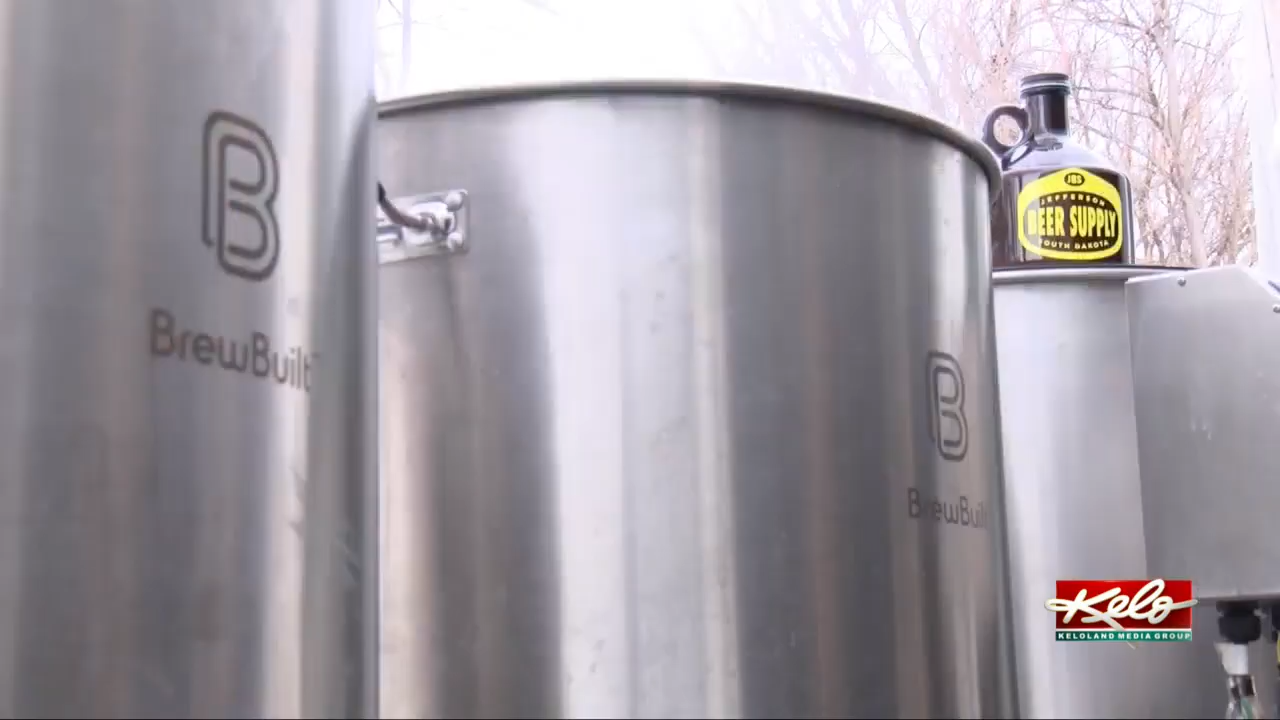 B
BrewBuilt
JBS
JEFFERSON
BEER SUPPLY
SOUTH DAKOTA
B
BrewBuilt
Kelo
KELOLAND MEDIA GROUP